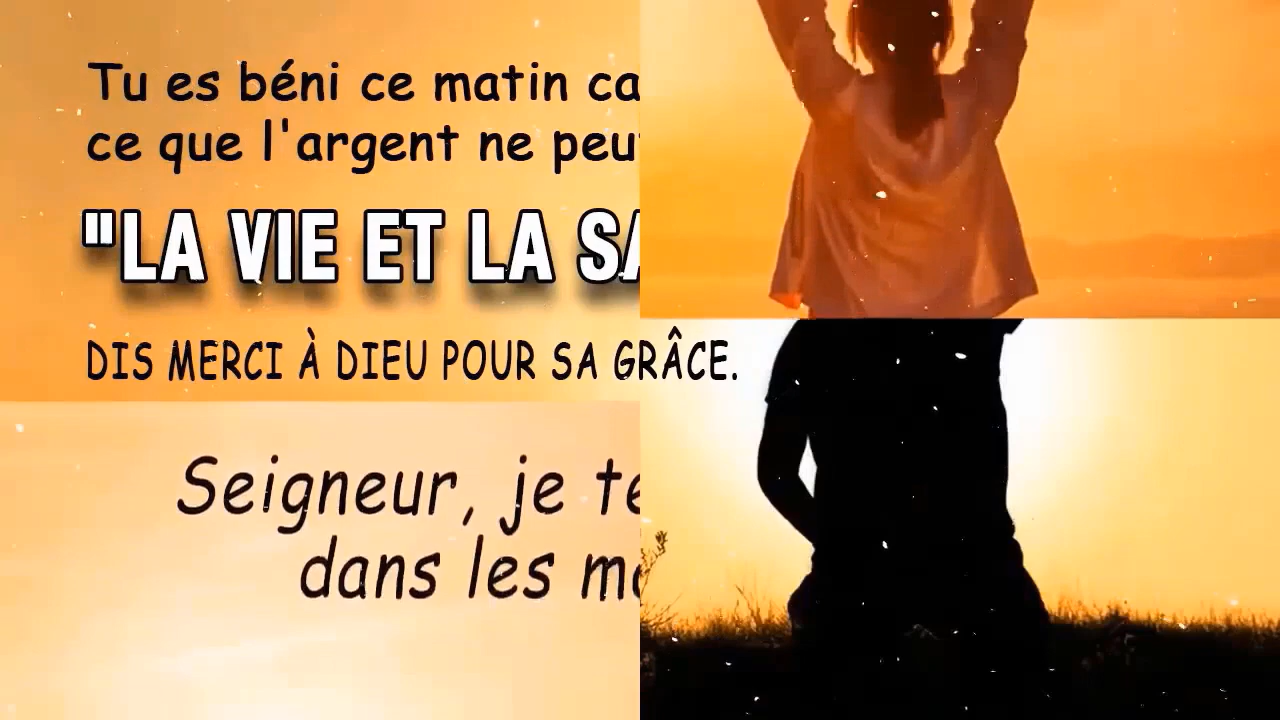 Tu es béni ce matin ca
ce que l'argent ne peu
"LA VIE ET LA SA
DIS MERCI À DIEU POUR SA GRÂCE.
Seigneur, je te
dans les mo